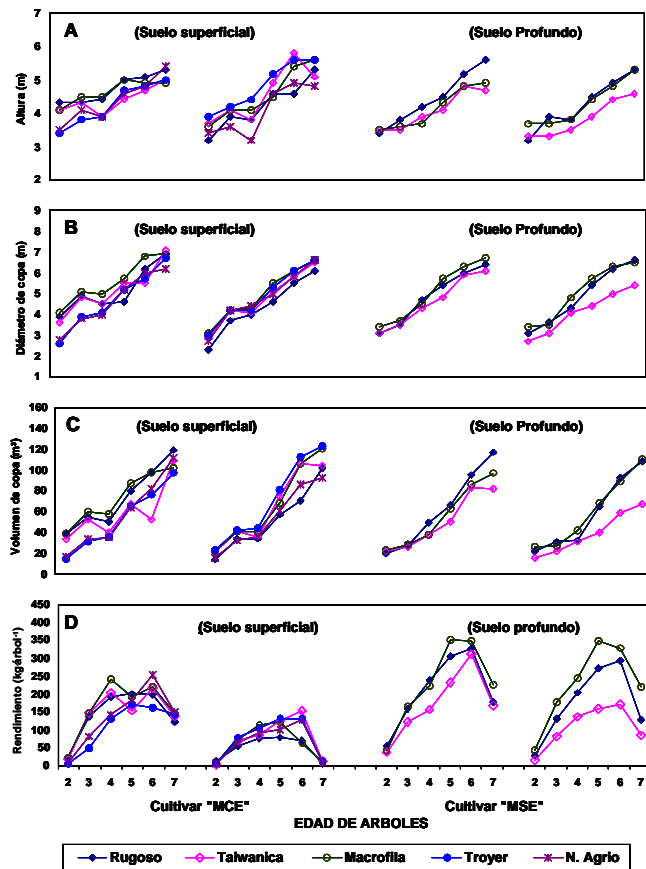 A
(Suelo superficial)
(Suelo Profundo)
Altura (m)
7
6
5
4
3
2
B
(Suelo superficial)
(Suelo Profundo)
Diámetro de copa (m)
9
8
7
6
5
4
3
2
1
C
(Suelo superficial)
(Suelo Profundo)
Volumen de copa (m³)
160
140
120
100
80
60
40
20
0
D
(Suelo superficial)
(Suelo profundo)
Rendimiento (kgárbol⁻¹)
450
400
350
300
250
200
150
100
50
0
2 3 4 5 6 7 2 3 4 5 6 7 2 3 4 5 6 7 2 3 4 5 6 7
Cultivar "MCE" Cultivar "MSE"
EDAD DE ARBOLES
Rugoso Taiwanica Macrofila Troyer N. Agrio